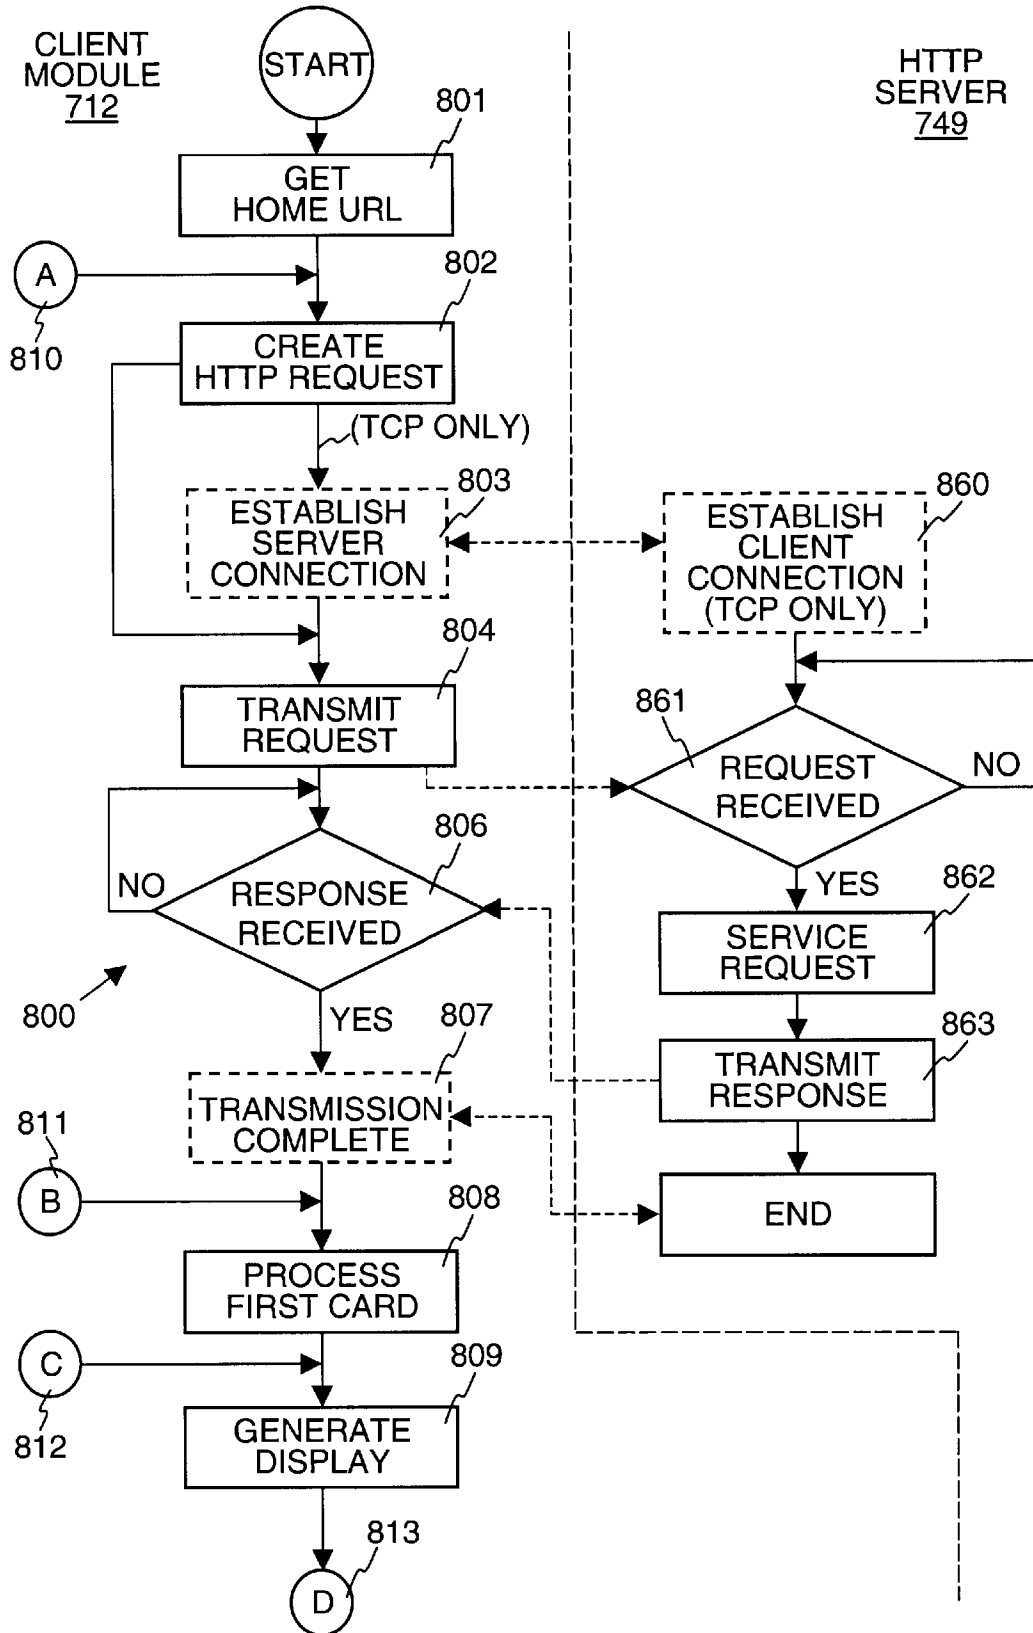 CLIENT
MODULE
712
START
HTTP
SERVER
749
801
GET
HOME URL
A
810
802
CREATE
HTTP REQUEST
(TCP ONLY)
803
ESTABLISH
SERVER
CONNECTION
860
ESTABLISH
CLIENT
CONNECTION
(TCP ONLY)
804
TRANSMIT
REQUEST
861
REQUEST
RECEIVED
NO
YES
806
RESPONSE
RECEIVED
NO
YES
800
862
SERVICE
REQUEST
863
TRANSMIT
RESPONSE
807
TRANSMISSION
COMPLETE
END
811
B
808
PROCESS
FIRST CARD
C
812
809
GENERATE
DISPLAY
813
D